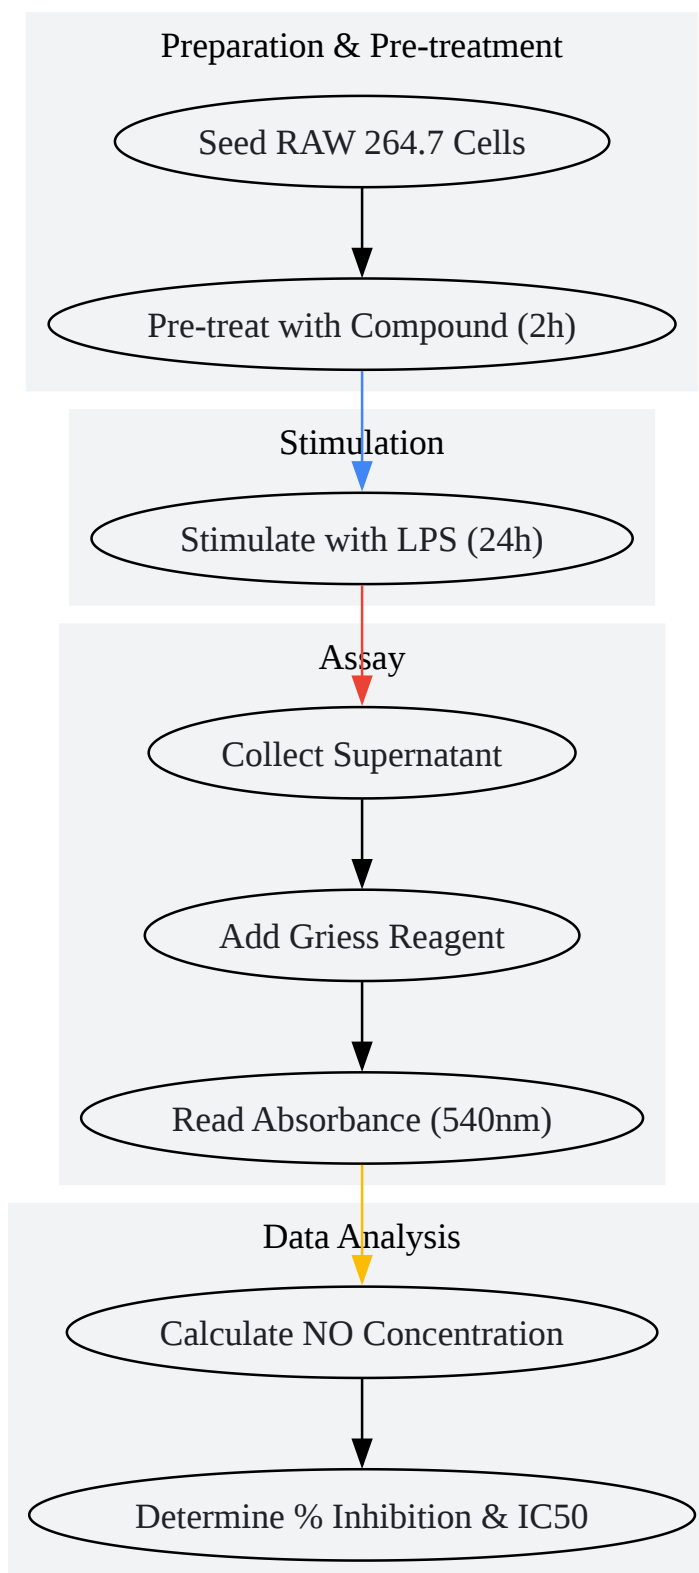 Preparation & Pre-treatment
Seed RAW 264.7 Cells
Pre-treat with Compound (2h)
Stimulation
Stimulate with LPS (24h)
Assay
Collect Supernatant
Add Griess Reagent
Read Absorbance (540nm)
Data Analysis
Calculate NO Concentration
Determine % Inhibition & IC50